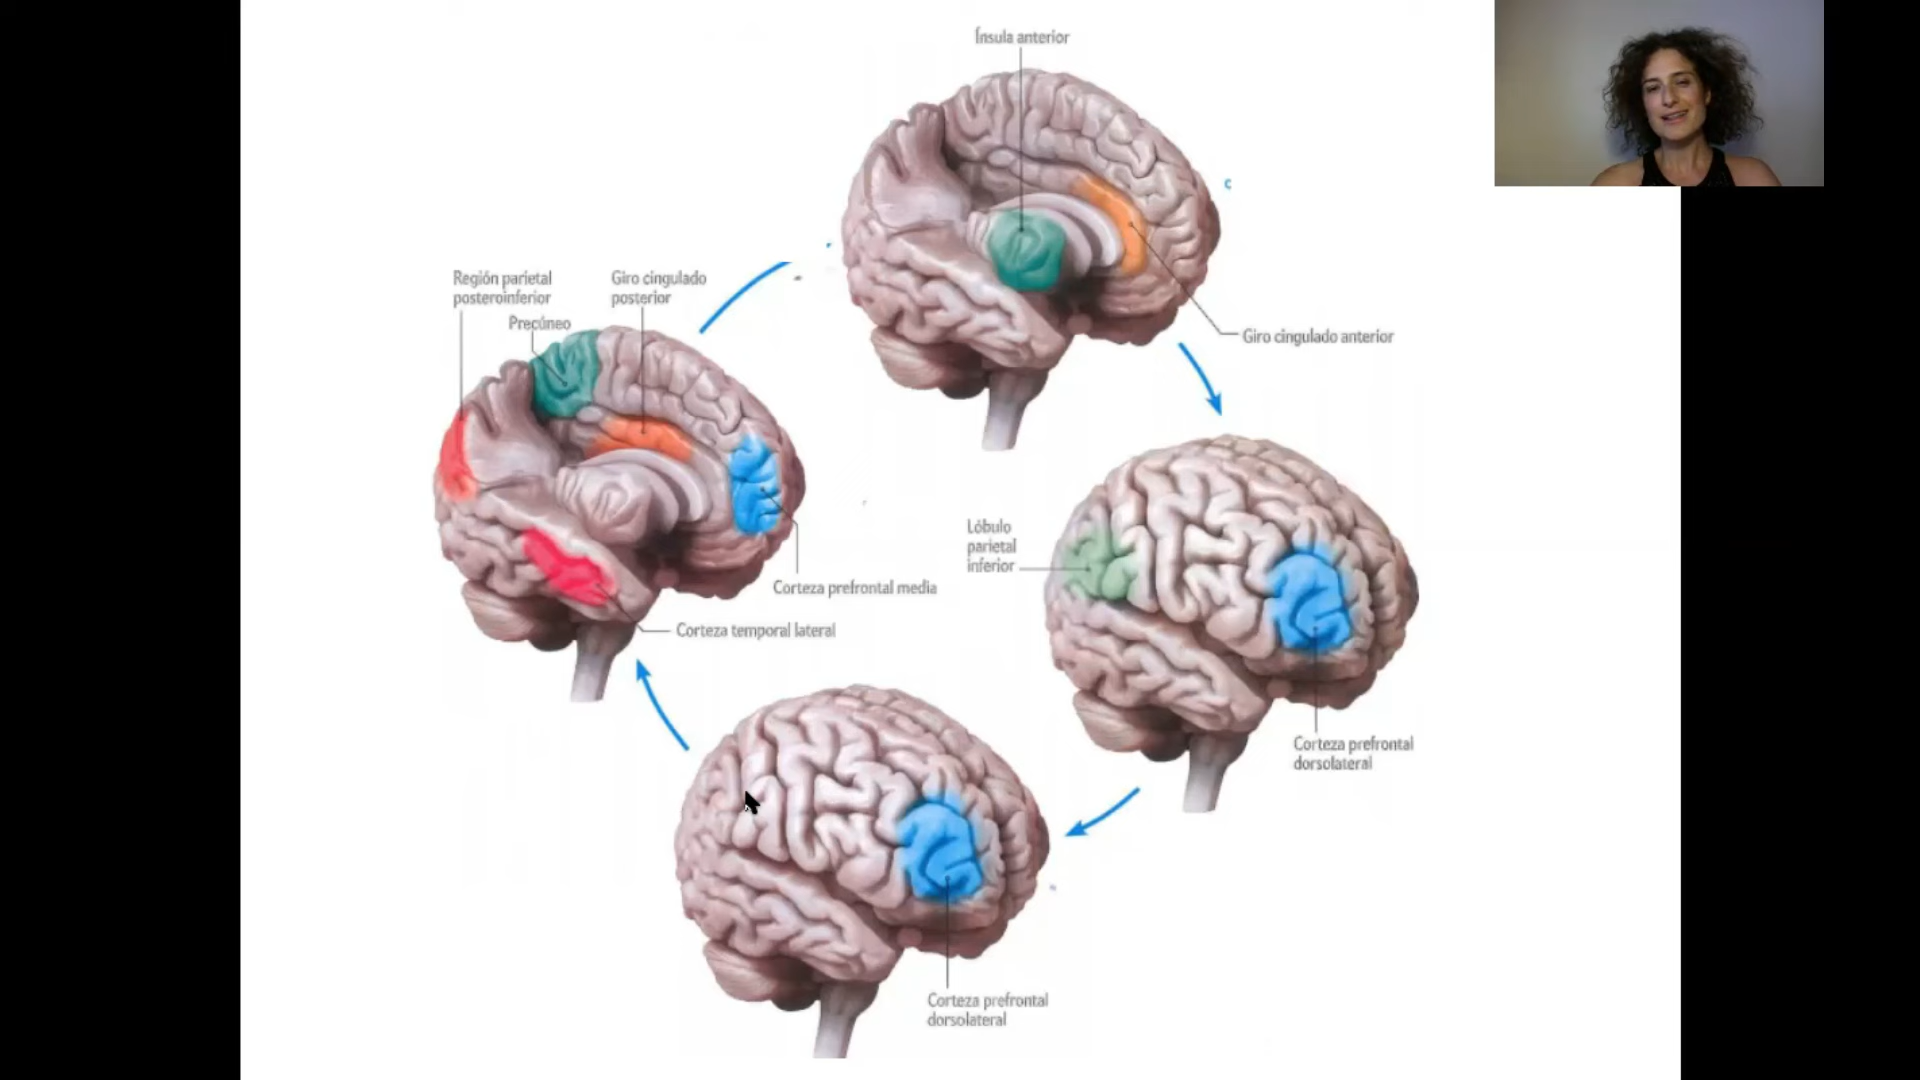 Ínsula anterior
Giro cingulado anterior
Región parietal
posteroinferior
Giro cingulado
posterior
Precúneo
Corteza prefrontal media
Corteza temporal lateral
Lóbulo
parietal
inferior
Corteza prefrontal
dorsolateral
Corteza prefrontal
dorsolateral